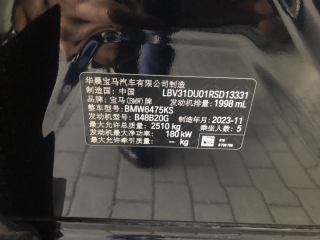 华晨宝马汽车有限公司制造
制造国: 中国 LBV31DU01RSD13331
品牌: 宝马(BMW)牌 发动机排量: 1998 mL
整车型号: BMW6475KS
发动机型号: B48B20G
最大允许总质量: 2510 kg 制造年月: 2023-11
发动机最大净功率: 180 kW 乘坐人数: 5
最大允许牵引质量: -- kg